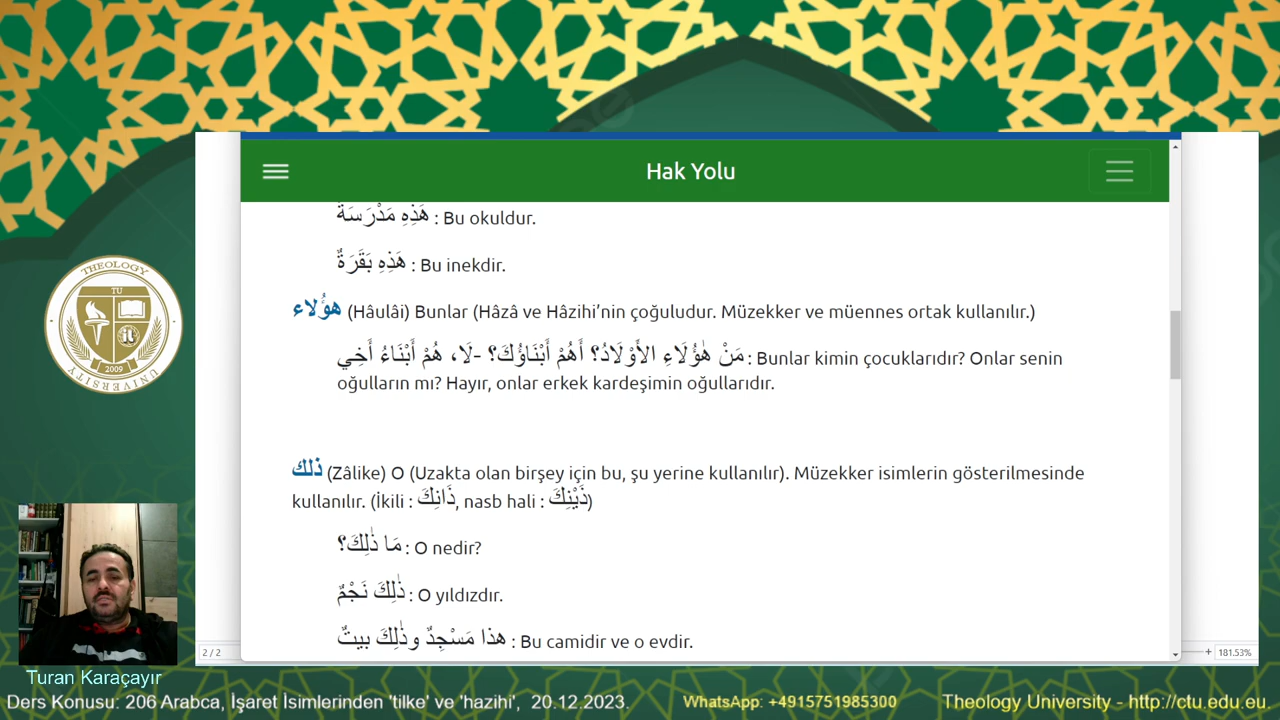 Hak Yolu
هَذِهِ مَدْرَسَةٌ : Bu okuldur.
هَذِهِ بَقَرَةٌ : Bu inekdir.
هؤُلاء (Hâulâi) Bunlar (Hâzâ ve Hâzihi’nin çoğuludur. Müzekker ve müennes ortak kullanılır.)
مَنْ هٰؤُلَاءِ الأَوْلَادُ؟ أَهُمْ أَبْنَاؤُكَ؟ -لَا، هُمْ أَبْنَاءُ أَخِي : Bunlar kimin çocuklarıdır? Onlar senin
oğulların mı? Hayır, onlar erkek kardeşimin oğullarıdır.
ذلك (Zâlike) O (Uzakta olan birşey için bu, şu yerine kullanılır). Müzekker isimlerin gösterilmesinde
kullanılır. (İkili : ذَانِكَ, nasb hali : ذَيْنِكَ)
مَا ذٰلِكَ؟ : O nedir?
ذٰلِكَ نَجْمٌ : O yıldızdır.
هذا مَسْجِدٌ وذٰلِكَ بيتٌ : Bu camidir ve o evdir.
2 / 2
+ 181.53%
THEOLOGY
TU
2009
UNIVERSITY
Turan Karaçayır
Ders Konusu: 206 Arabca, İşaret İsimlerinden 'tilke' ve 'hazihi', 20.12.2023.
WhatsApp: +4915751985300
Theology University - http://ctu.edu.eu.